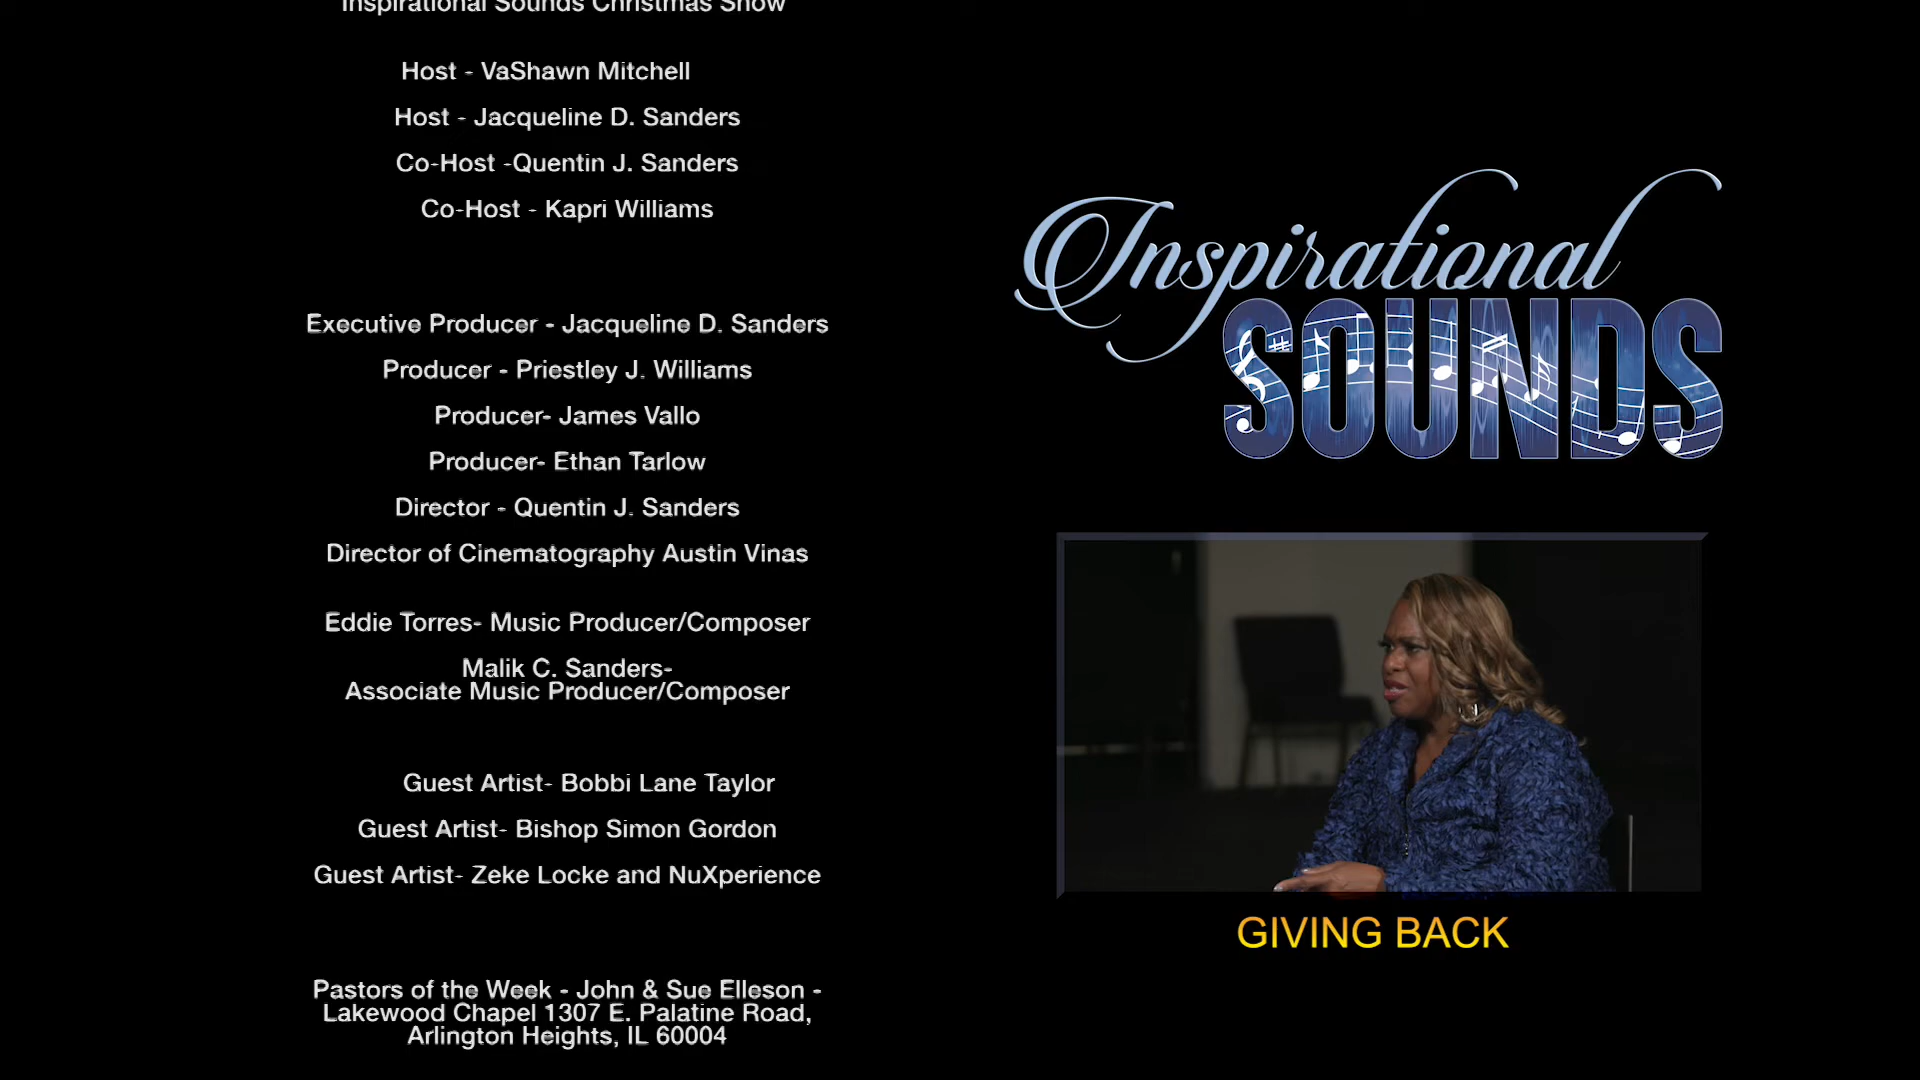 Inspirational Sounds Christmas Show
Host - VaShawn Mitchell
Host - Jacqueline D. Sanders
Co-Host -Quentin J. Sanders
Co-Host - Kapri Williams
Executive Producer - Jacqueline D. Sanders
Producer - Priestley J. Williams
Producer- James Vallo
Producer- Ethan Tarlow
Director - Quentin J. Sanders
Director of Cinematography Austin Vinas
Eddie Torres- Music Producer/Composer
Malik C. Sanders-
Associate Music Producer/Composer
Guest Artist- Bobbi Lane Taylor
Guest Artist- Bishop Simon Gordon
Guest Artist- Zeke Locke and NuXperience
Pastors of the Week - John & Sue Elleson -
Lakewood Chapel 1307 E. Palatine Road,
Arlington Heights, IL 60004
Inspirational
SOUNDS
GIVING BACK